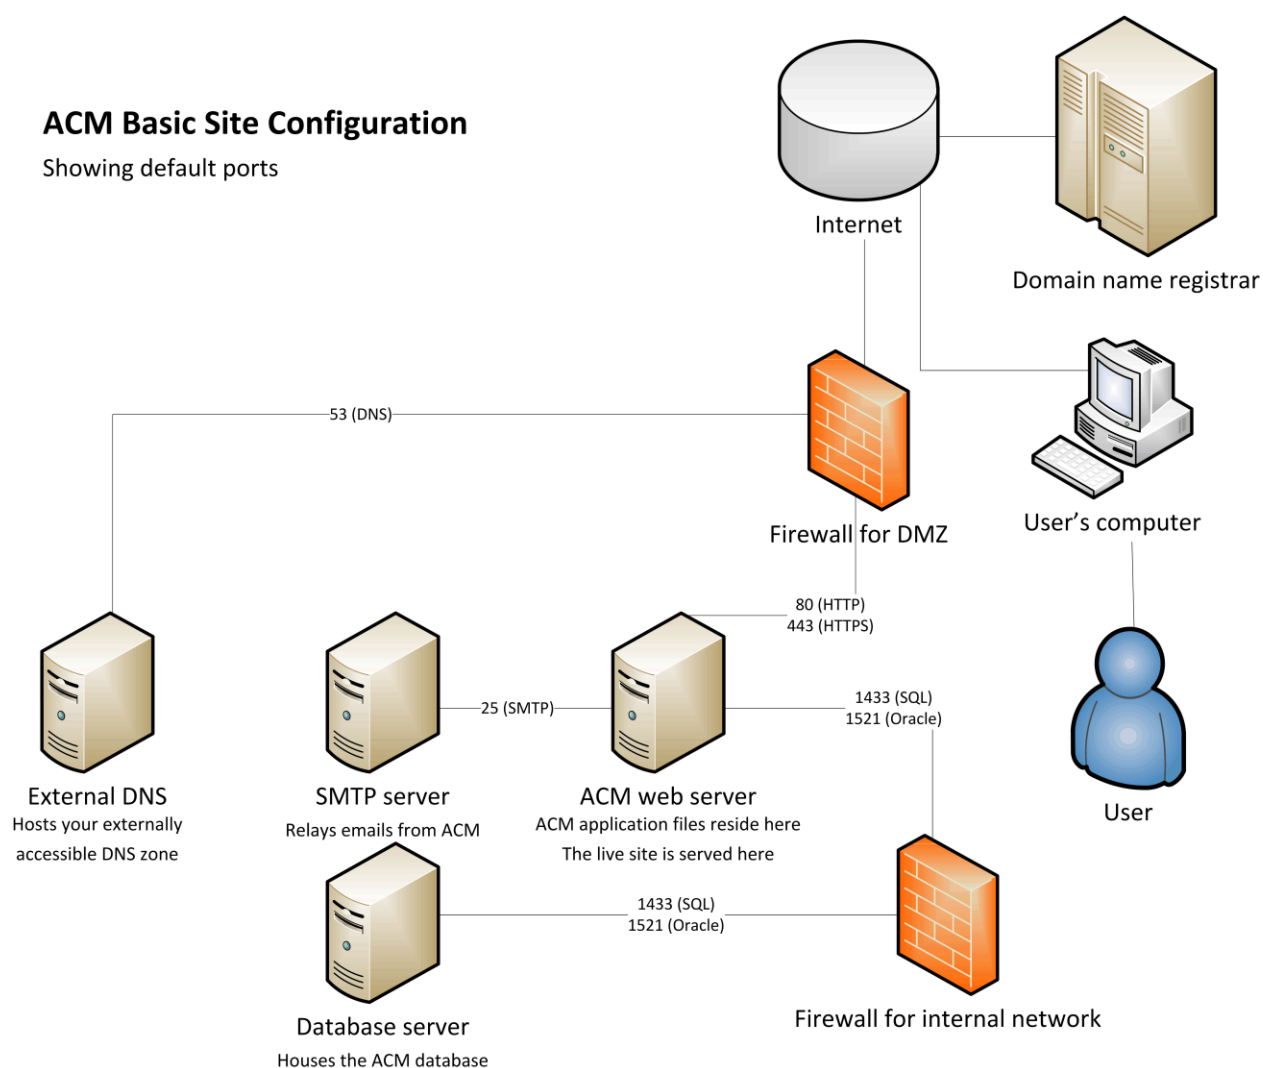 ACM Basic Site Configuration
Showing default ports
Internet
Domain name registrar
53 (DNS)
User’s computer
Firewall for DMZ
80 (HTTP)
443 (HTTPS)
25 (SMTP)
1433 (SQL)
1521 (Oracle)
External DNS
Hosts your externally
accessible DNS zone
SMTP server
Relays emails from ACM
ACM web server
ACM application files reside here
The live site is served here
User
1433 (SQL)
1521 (Oracle)
Firewall for internal network
Database server
Houses the ACM database